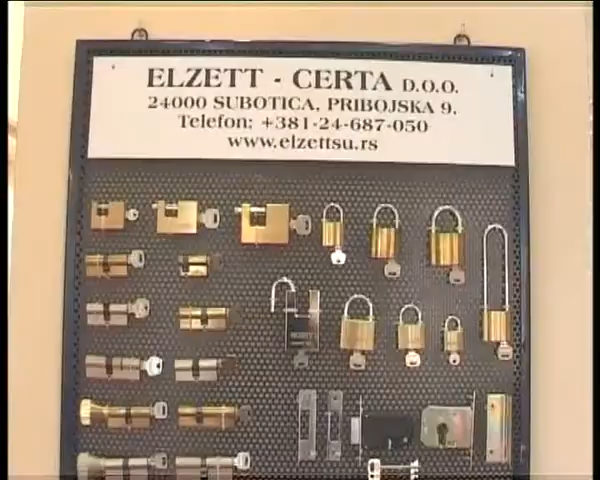 ELZETT - CERTA D.O.O.
24000 SUBOTICA, PRIBOJSKA 9.
Telefon: +381-24-687-050
www.elzettsu.rs